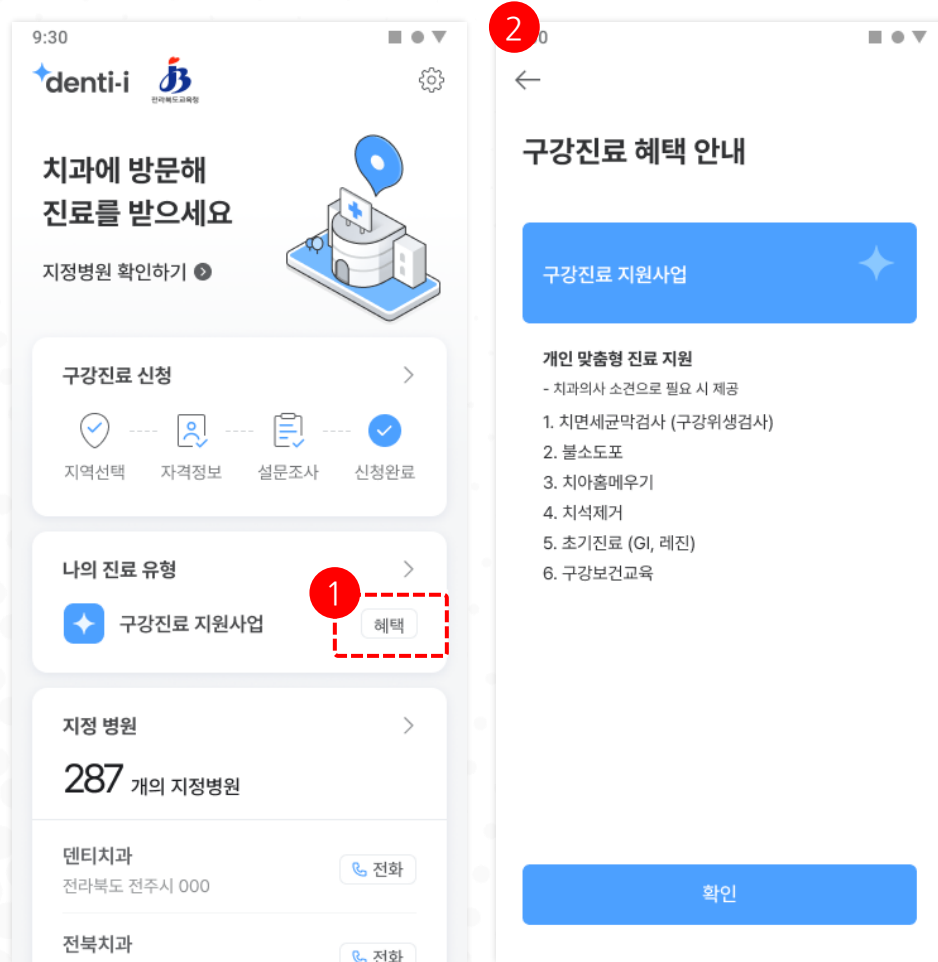 9:30
denti-i
전라북도교육청
치과에 방문해
진료를 받으세요
지정병원 확인하기
구강진료 신청
지역선택 자격정보 설문조사 신청완료
나의 진료 유형
1
구강진료 지원사업 혜택
지정 병원
287 개의 지정병원
덴티치과
전라북도 전주시 000
전화
전북치과
전화
2
0
구강진료 혜택 안내
구강진료 지원사업
개인 맞춤형 진료 지원
- 치과의사 소견으로 필요 시 제공
1. 치면세균막검사 (구강위생검사)
2. 불소도포
3. 치아홈메우기
4. 치석제거
5. 초기진료 (GI, 레진)
6. 구강보건교육
확인